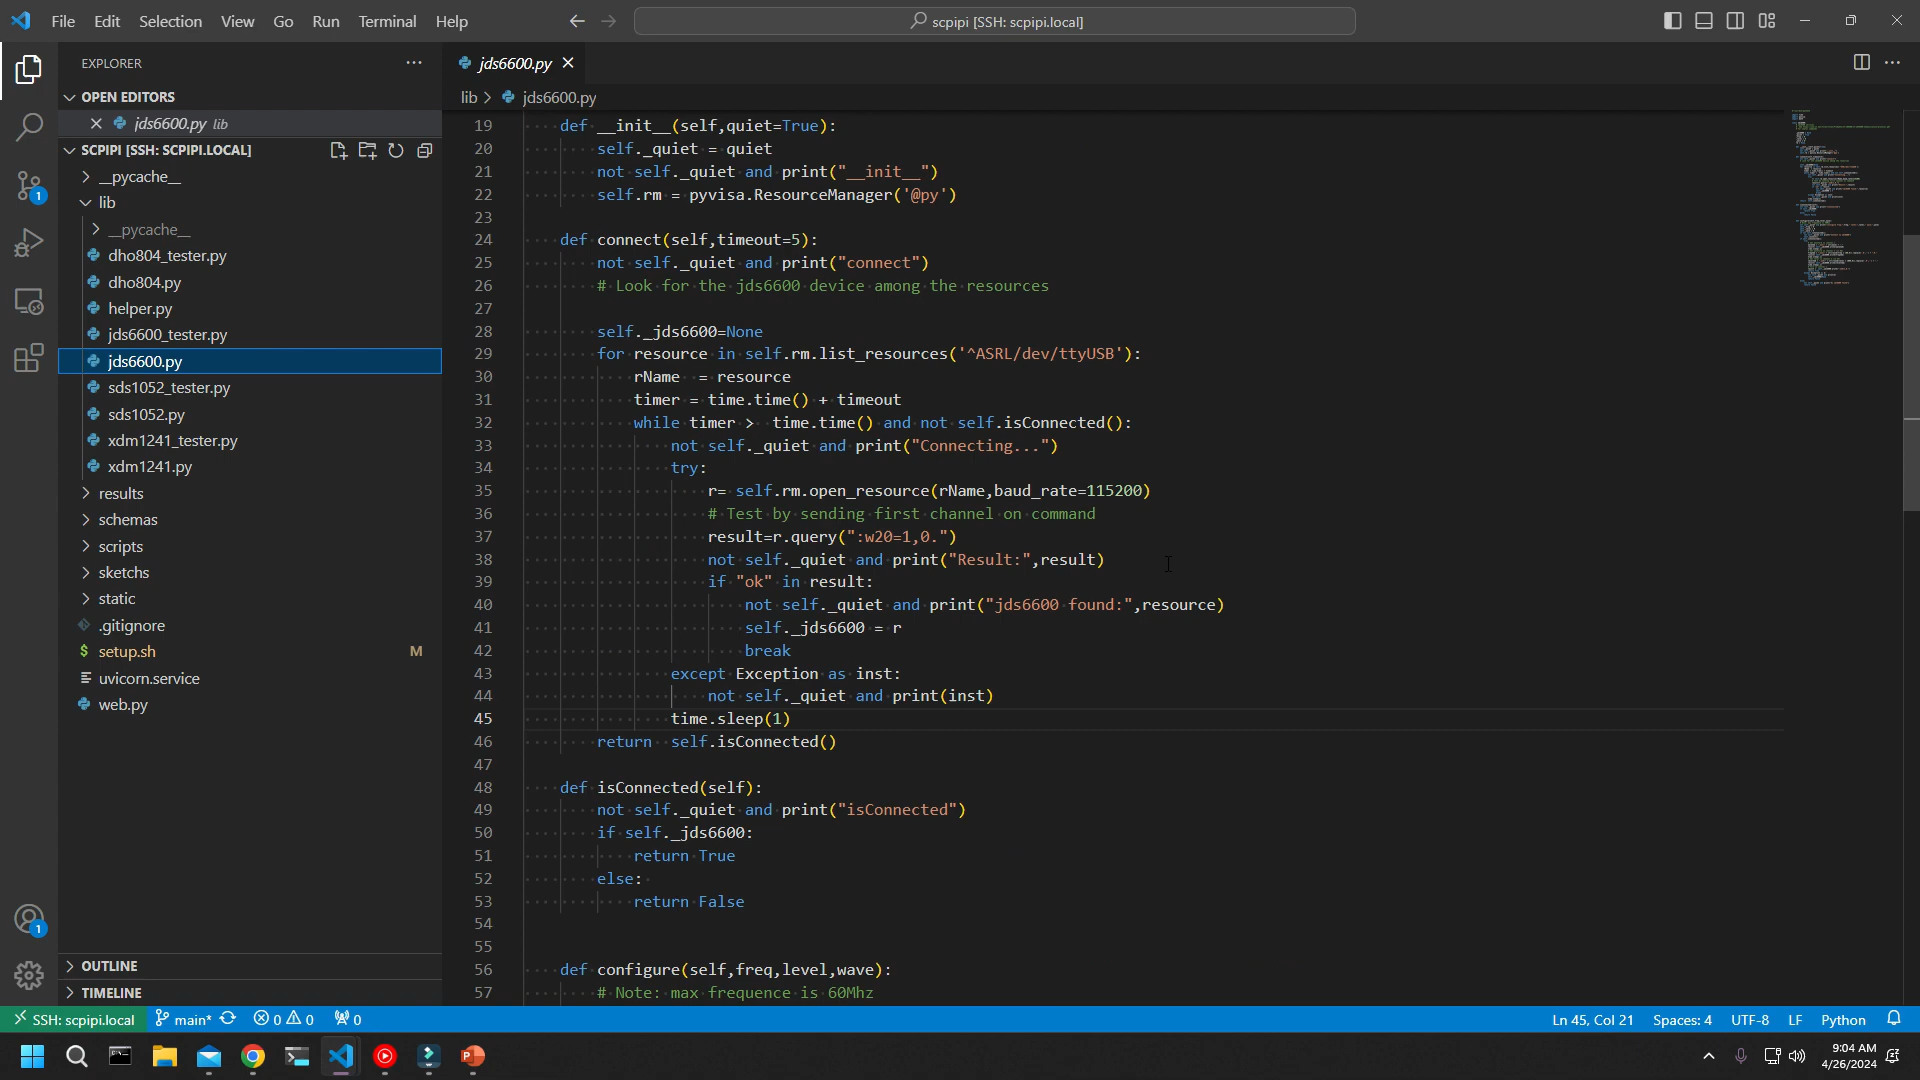 File Edit Selection View Go Run Terminal Help
scpipi [SSH: scpipi.local]
EXPLORER
OPEN EDITORS
jds6600.py lib
SCPIPI [SSH: SCPIPI.LOCAL]
__pycache__
lib
__pycache__
dho804_tester.py
dho804.py
helper.py
jds6600_tester.py
jds6600.py
sds1052_tester.py
sds1052.py
xdm1241_tester.py
xdm1241.py
results
schemas
scripts
sketchs
static
.gitignore
setup.sh M
uvicorn.service
web.py
OUTLINE
TIMELINE
1
1
jds6600.py
lib > jds6600.py
19 def __init__(self,quiet=True):
20 self._quiet = quiet
21 not self._quiet and print("__init__")
22 self.rm = pyvisa.ResourceManager('@py')
23
24 def connect(self,timeout=5):
25 not self._quiet and print("connect")
26 # Look for the jds6600 device among the resources
27
28 self._jds6600=None
29 for resource in self.rm.list_resources('^ASRL/dev/ttyUSB'):
30 rName  = resource
31 timer = time.time() + timeout
32 while timer >  time.time() and not self.isConnected():
33 not self._quiet and print("Connecting...")
34 try:
35 r= self.rm.open_resource(rName,baud_rate=115200)
36 # Test by sending first channel on command
37 result=r.query(":w20=1,0.")
38 not self._quiet and print("Result:",result)
39 if "ok" in result:
40 not self._quiet and print("jds6600 found:",resource)
41 self._jds6600 = r
42 break
43 except Exception as inst:
44 not self._quiet and print(inst)
45 time.sleep(1)
46 return  self.isConnected()
47
48 def isConnected(self):
49 not self._quiet and print("isConnected")
50 if self._jds6600:
51 return True
52 else:
53 return False
54
55
56 def configure(self,freq,level,wave):
57 # Note: max frequence is 60Mhz
SSH: scpipi.local main* 0 0 0 Ln 45, Col 21 Spaces: 4 UTF-8 LF Python
9:04 AM
4/26/2024